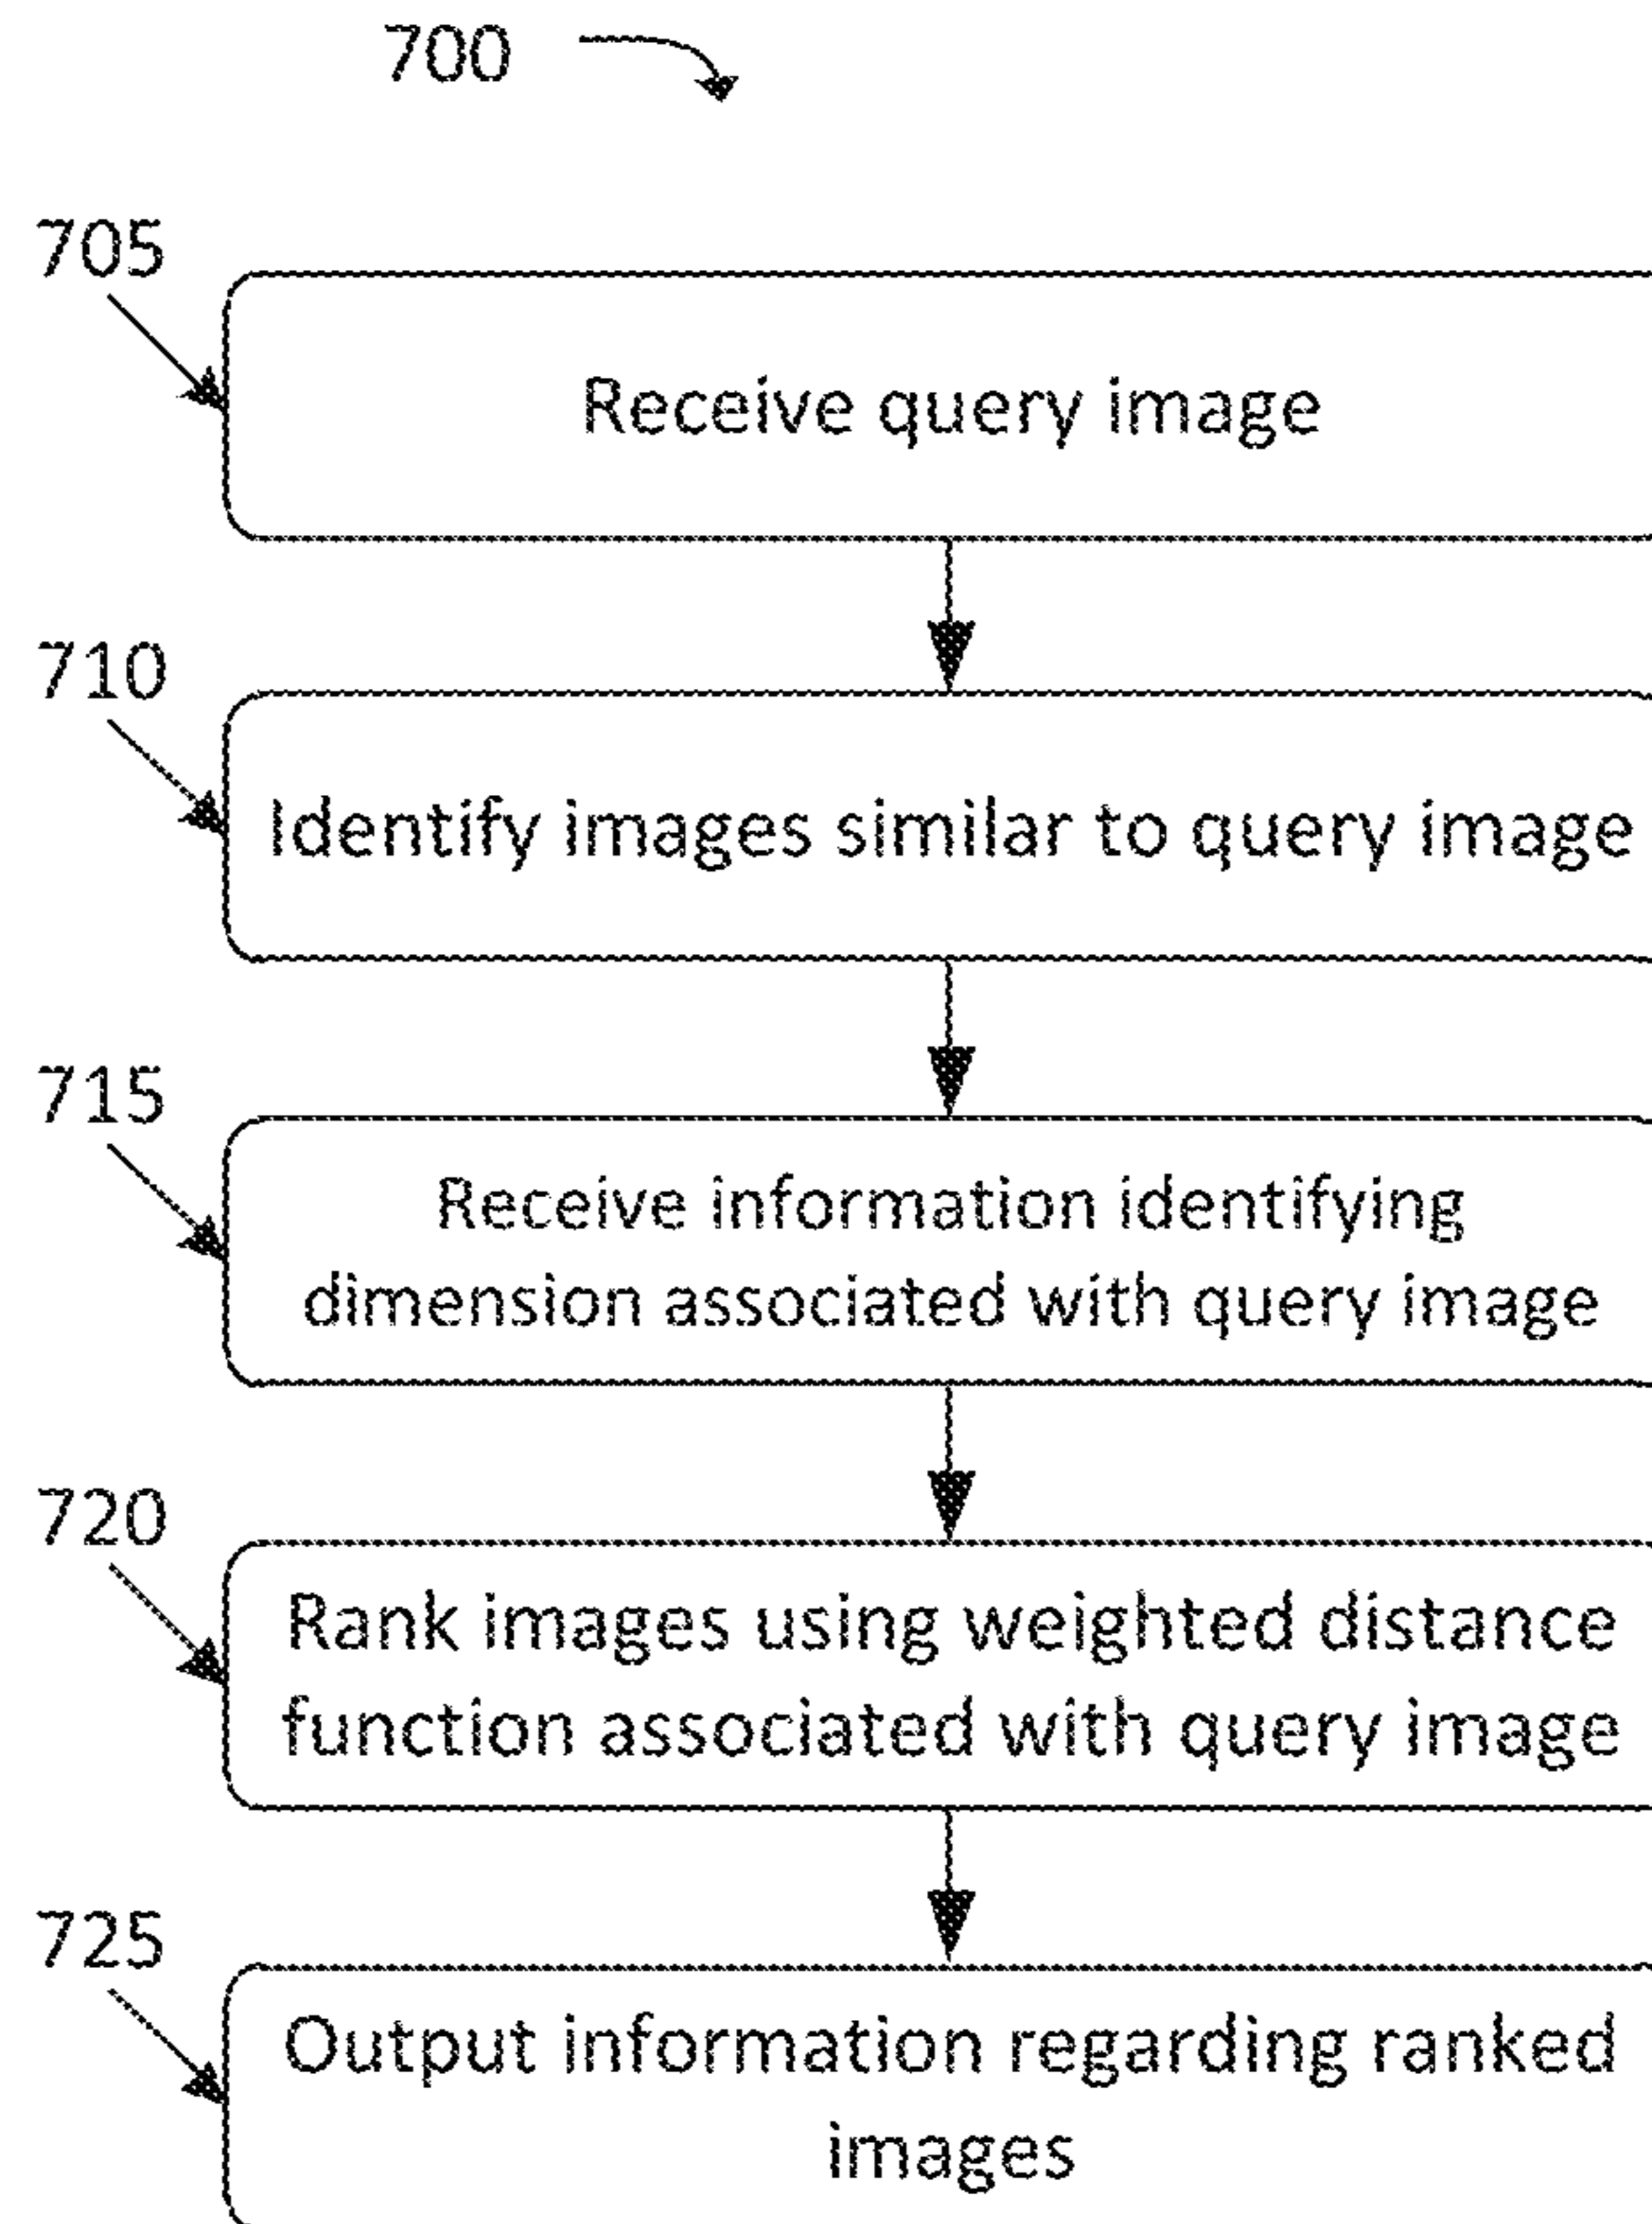 700
705
Receive query image
710
Identify images similar to query image
715
Receive information identifying
dimension associated with query image
720
Rank images using weighted distance
function associated with query image
725
Output information regarding ranked
images